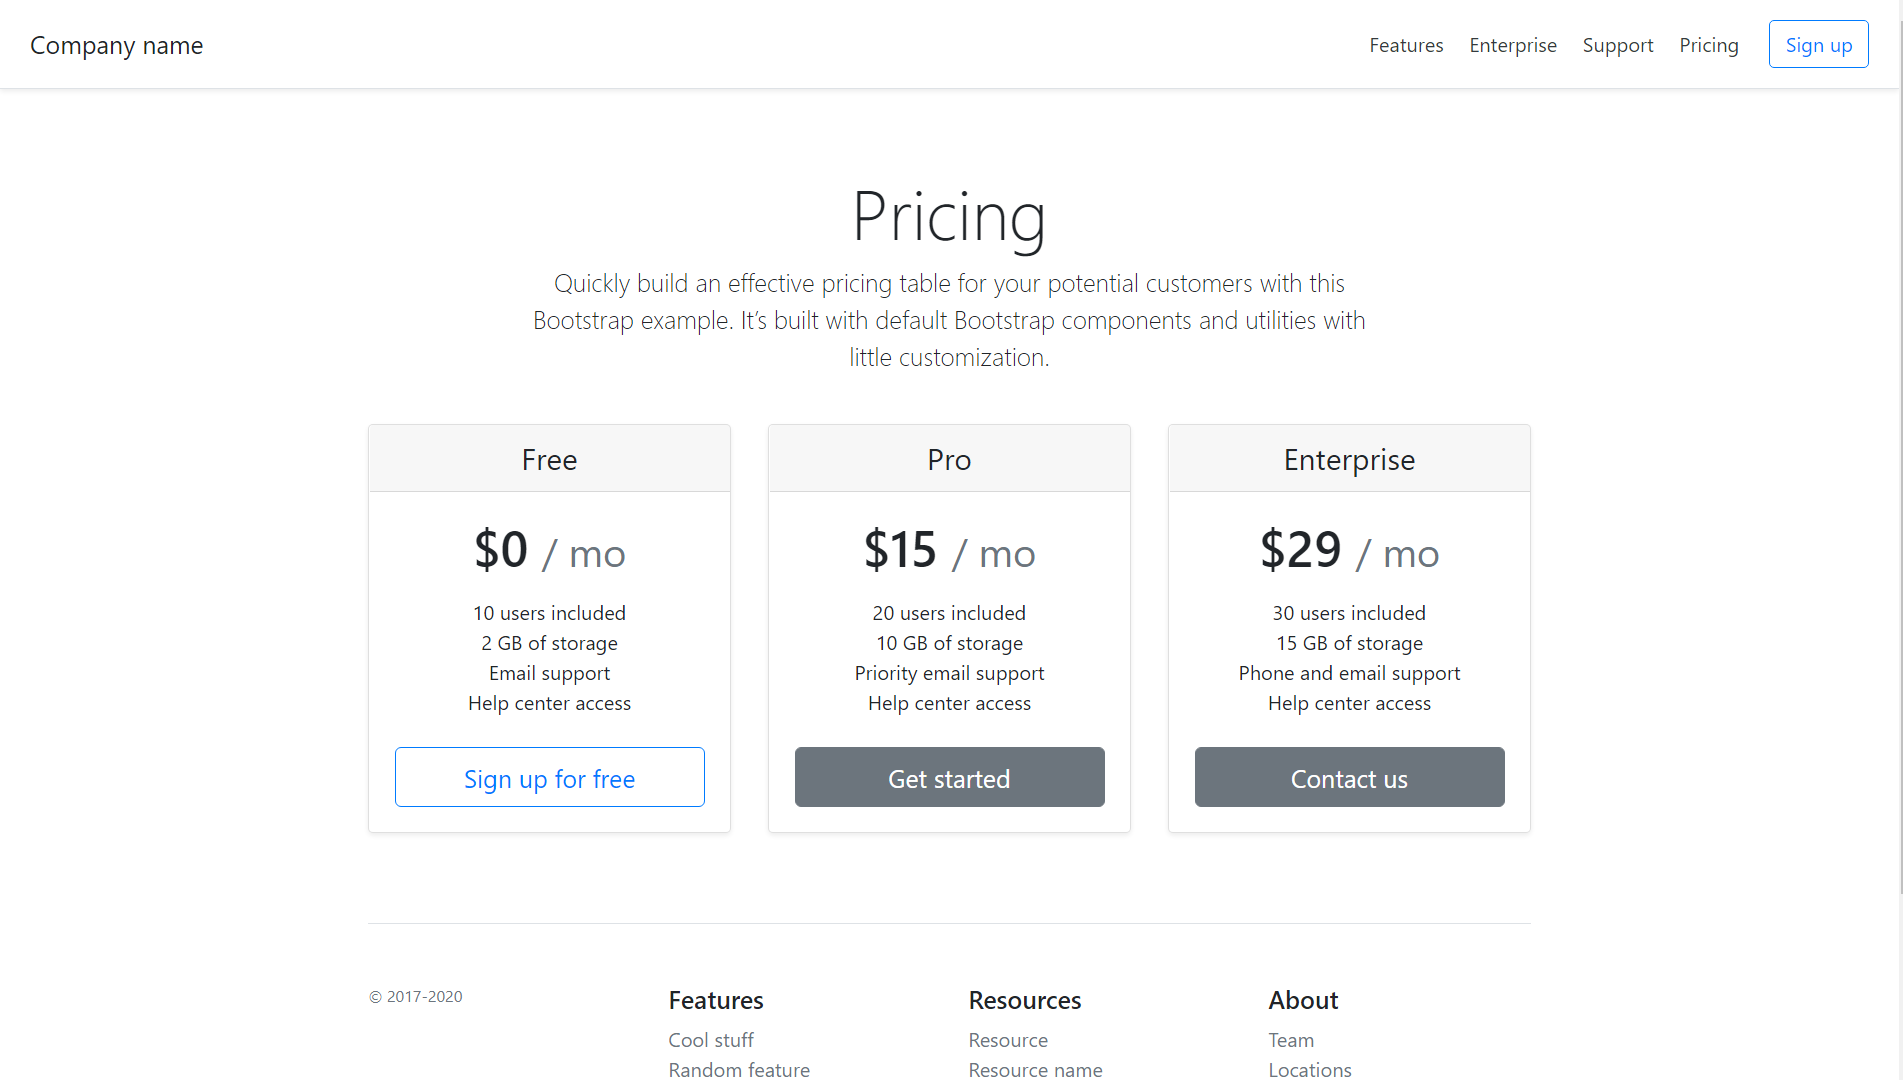 Company name
Features
Enterprise
Support
Pricing
Sign up
Pricing
Quickly build an effective pricing table for your potential customers with this
Bootstrap example. It’s built with default Bootstrap components and utilities with
little customization.
Free
$0 / mo
10 users included
2 GB of storage
Email support
Help center access
Sign up for free
Pro
$15 / mo
20 users included
10 GB of storage
Priority email support
Help center access
Get started
Enterprise
$29 / mo
30 users included
15 GB of storage
Phone and email support
Help center access
Contact us
© 2017-2020
Features
Cool stuff
Random feature
Resources
Resource
Resource name
About
Team
Locations